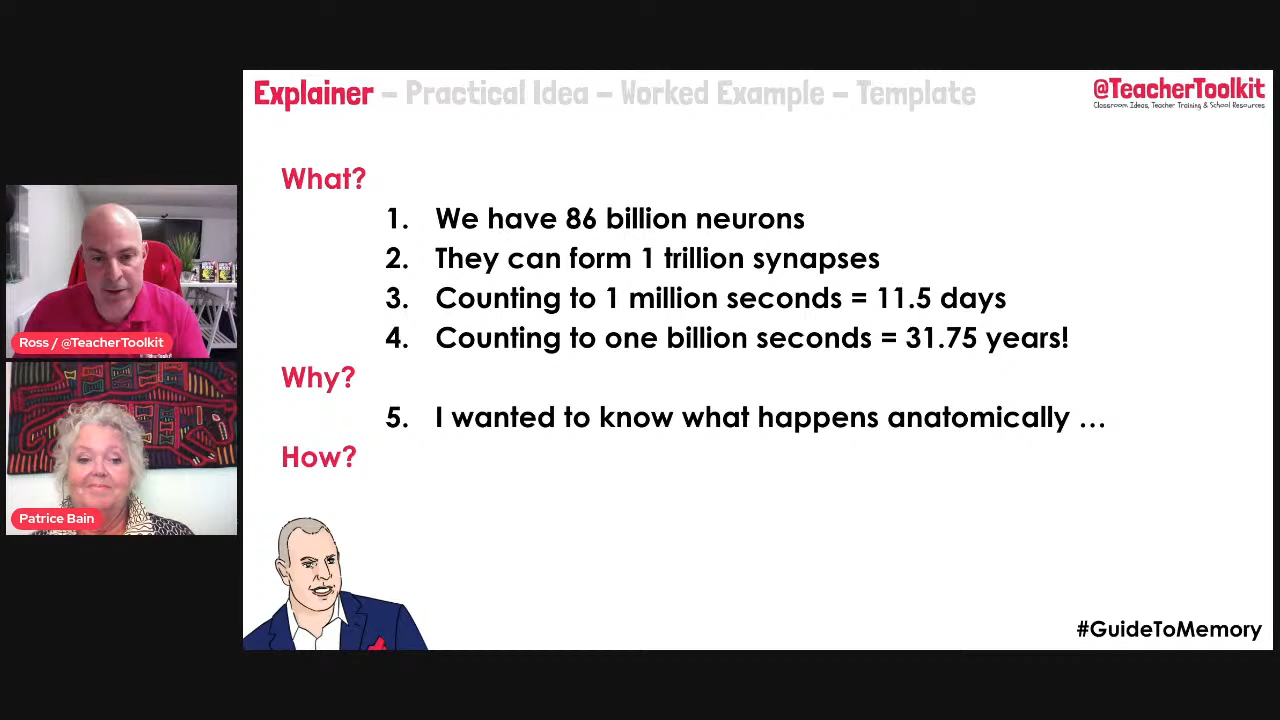 Explainer – Practical Idea – Worked Example – Template
@TeacherToolkit
Classroom Ideas, Teacher Training & School Resources
What?
1. We have 86 billion neurons
2. They can form 1 trillion synapses
3. Counting to 1 million seconds = 11.5 days
4. Counting to one billion seconds = 31.75 years!
Why?
5. I wanted to know what happens anatomically …
How?
#GuideToMemory
Ross / @TeacherToolkit
Patrice Bain